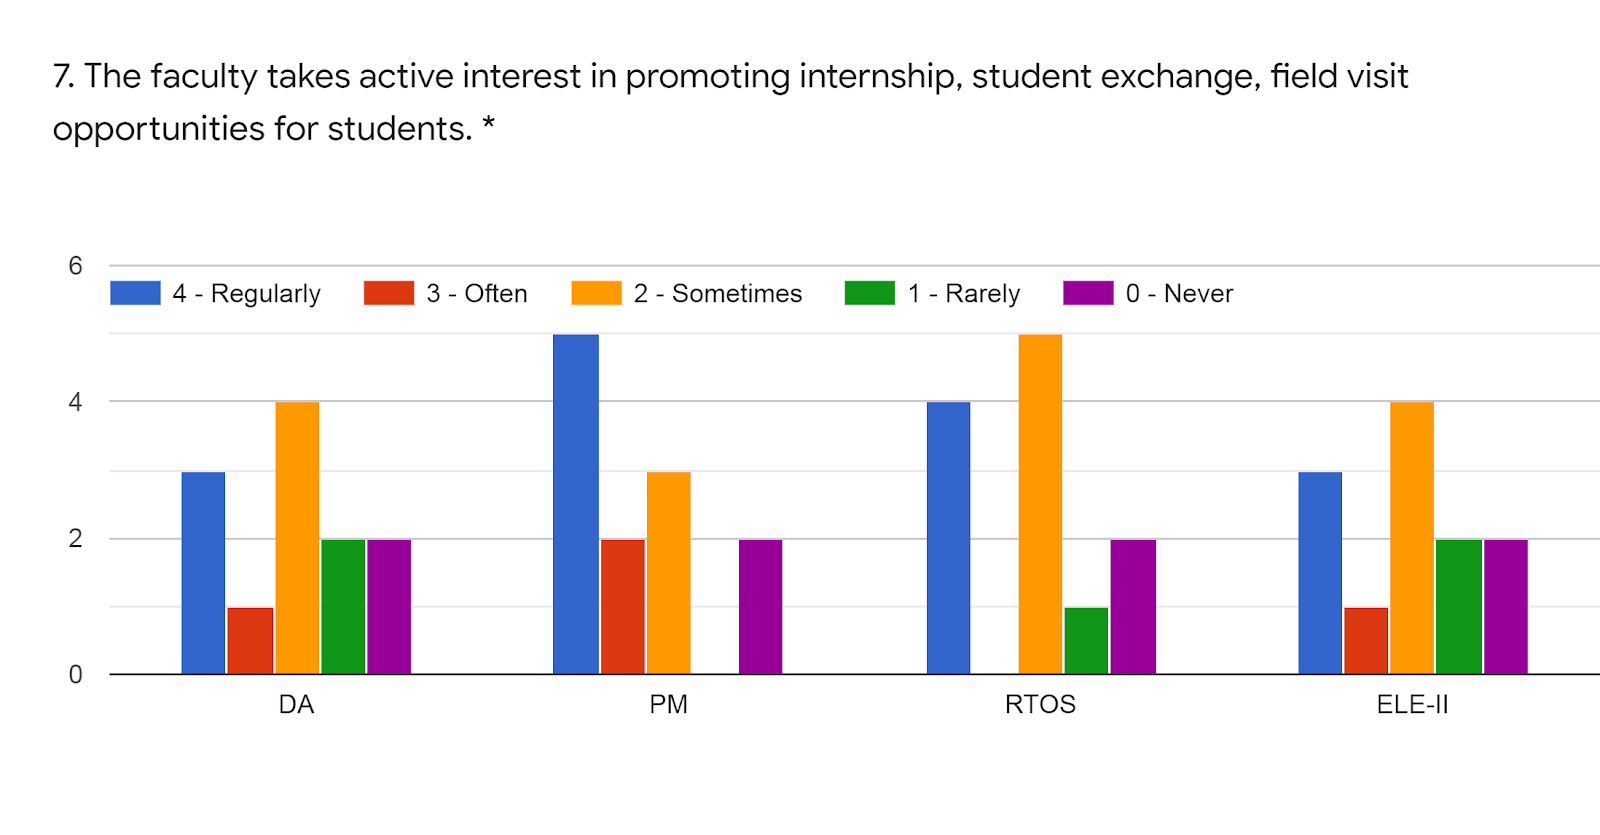 7. The faculty takes active interest in promoting internship, student exchange, field visit
opportunities for students. *
6
4 - Regularly 3 - Often 2 - Sometimes 1 - Rarely 0 - Never
4
2
0
DA PM RTOS ELE-II